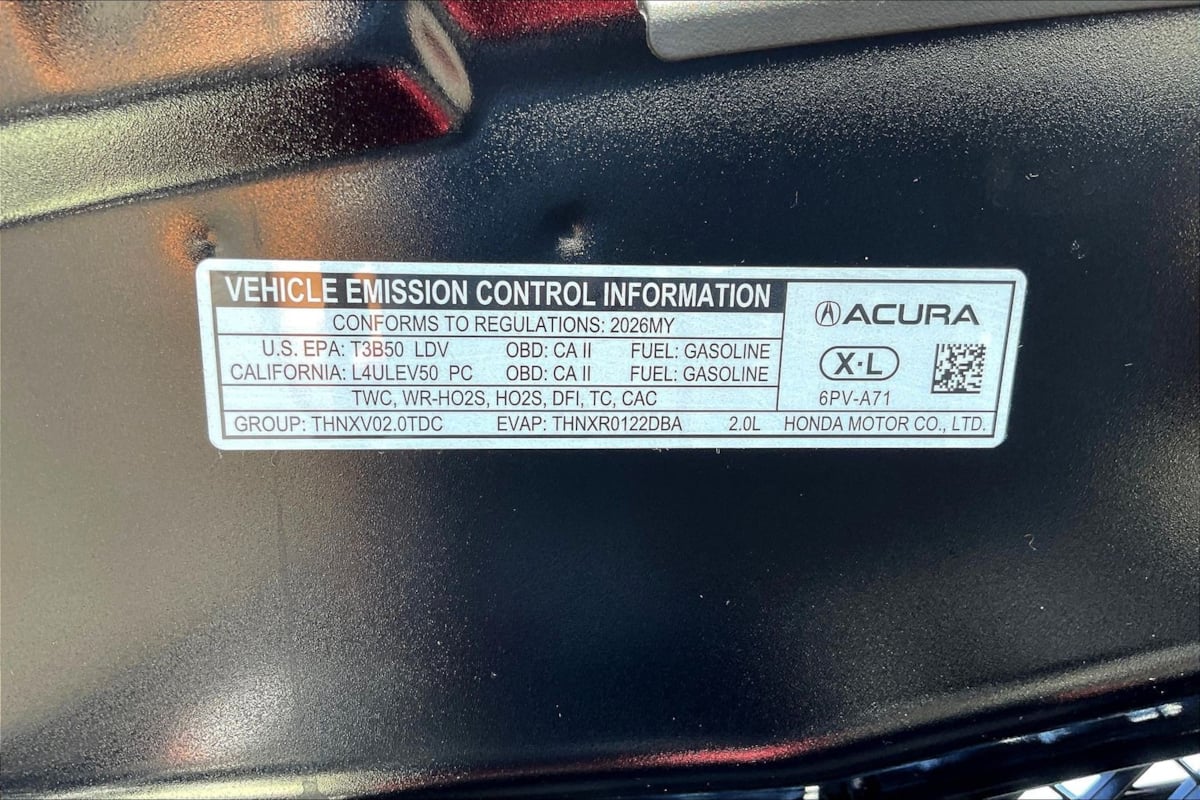 VEHICLE EMISSION CONTROL INFORMATION
CONFORMS TO REGULATIONS: 2026MY
U.S. EPA: T3B50 LDV OBD: CA II FUEL: GASOLINE
CALIFORNIA: L4ULEV50 PC OBD: CA II FUEL: GASOLINE
TWC, WR-HO2S, HO2S, DFI, TC, CAC
GROUP: THNXV02.0TDC EVAP: THNXR0122DBA 2.0L HONDA MOTOR CO., LTD.
ACURA
X·L
6PV-A71